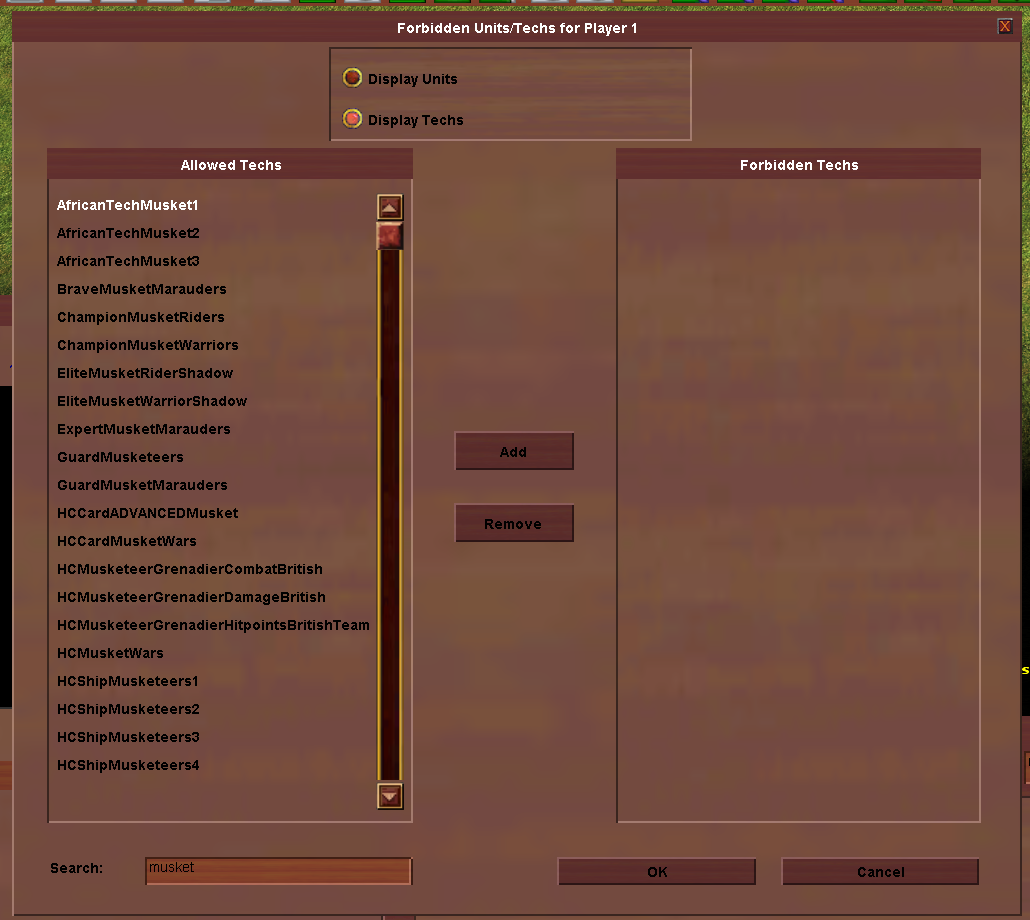 Forbidden Units/Techs for Player 1
X
Display Units
Display Techs
Allowed Techs
AfricanTechMusket1
AfricanTechMusket2
AfricanTechMusket3
BraveMusketMarauders
ChampionMusketRiders
ChampionMusketWarriors
EliteMusketRiderShadow
EliteMusketWarriorShadow
ExpertMusketMarauders
GuardMusketeers
GuardMusketMarauders
HCCardADVANCEDMusket
HCCardMusketWars
HCMusketeerGrenadierCombatBritish
HCMusketeerGrenadierDamageBritish
HCMusketeerGrenadierHitpointsBritishTeam
HCMusketWars
HCShipMusketeers1
HCShipMusketeers2
HCShipMusketeers3
HCShipMusketeers4
Add
Remove
Forbidden Techs
Search:
musket
OK
Cancel